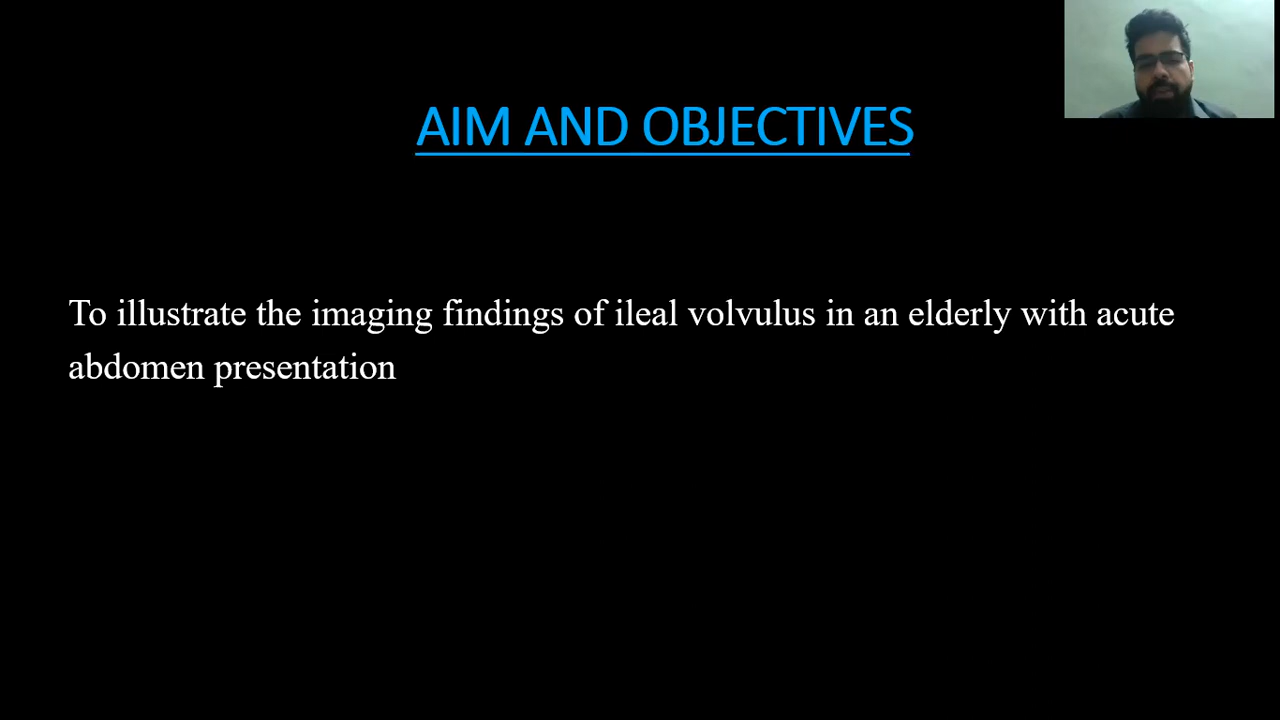 AIM AND OBJECTIVES
To illustrate the imaging findings of ileal volvulus in an elderly with acute
abdomen presentation